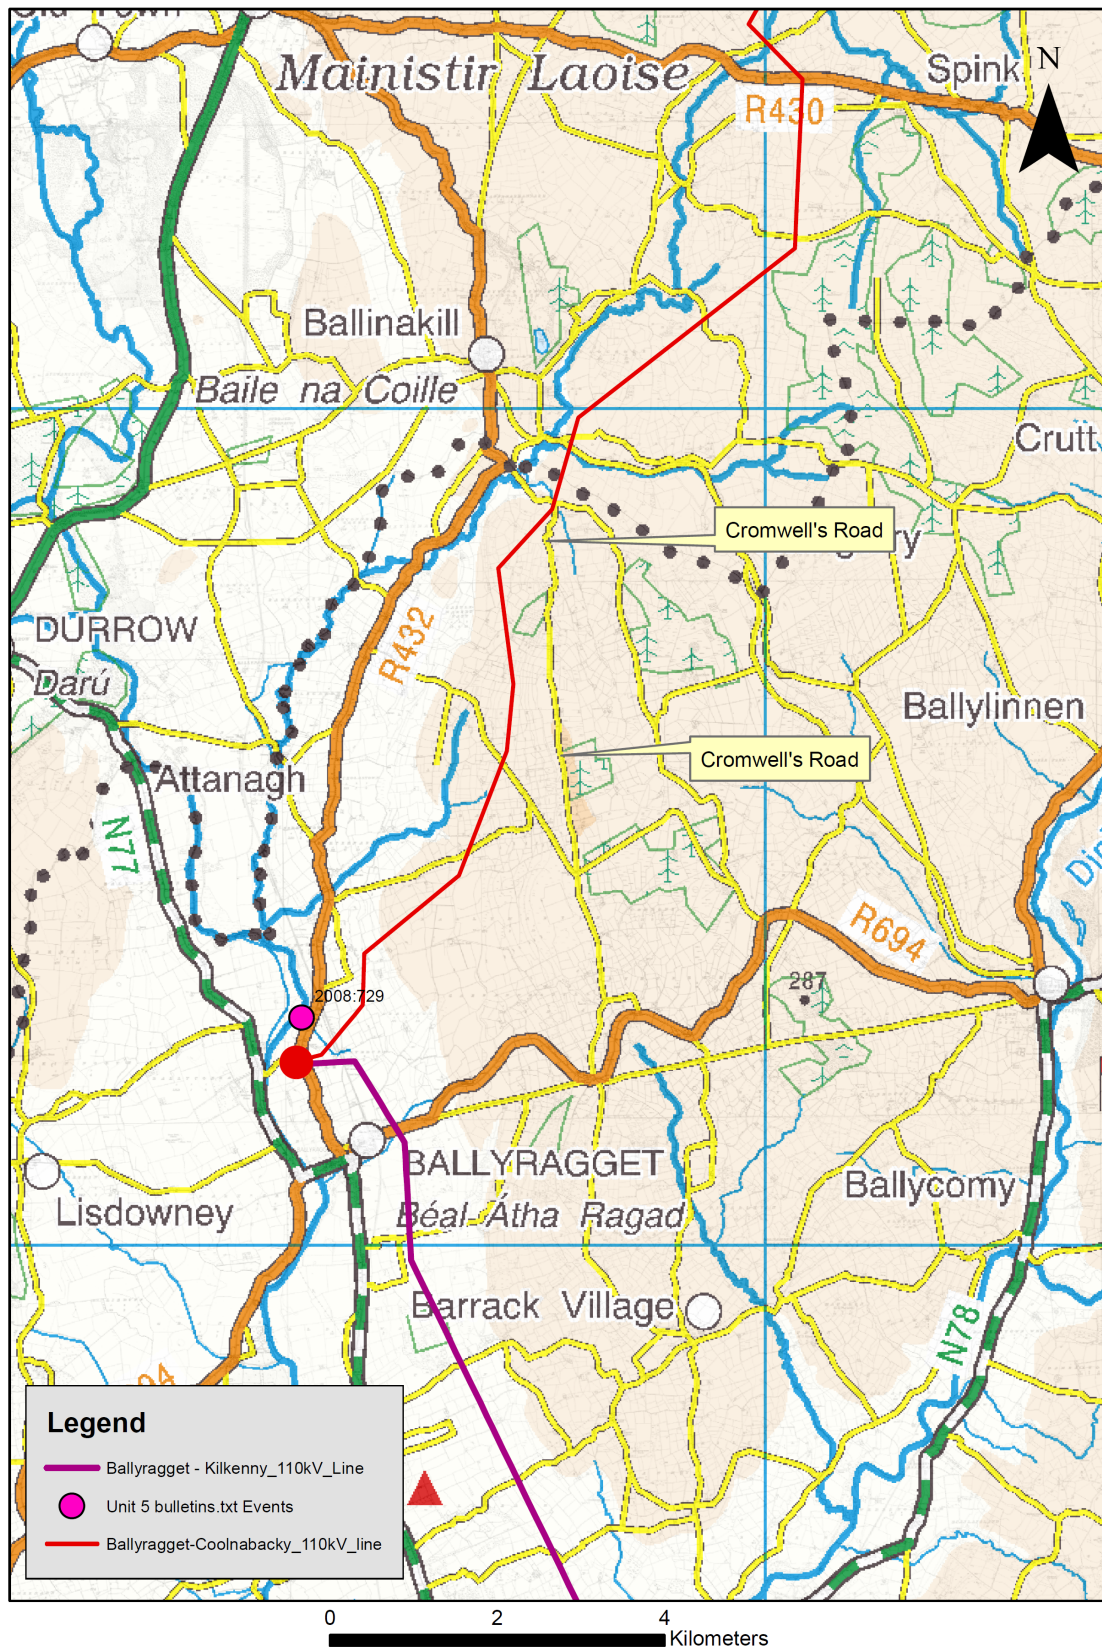 Mainistir Laoise
Spink
N
R430
Ballinakill
Baile na Coille
Crutt
Cromwell's Road
R432
DURROW
Darú
Ballylinnen
Cromwell's Road
Attanagh
N77
R694
287
2008:729
BALLYRAGGET
Béal Átha Ragad
Ballycomy
Lisdowney
Barrack Village
N78
Legend
Ballyragget - Kilkenny_110kV_Line
Unit 5 bulletins.txt Events
Ballyragget-Coolnabacky_110kV_line
0 2 4
Kilometers